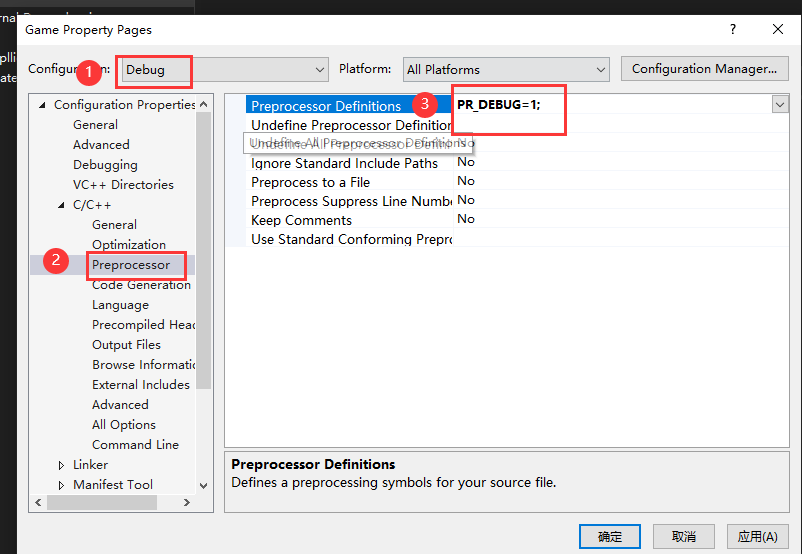 Game Property Pages
?
1
Debug
Platform:
All Platforms
Configuration Manager...
Configuration Properties
General
Advanced
Debugging
VC++ Directories
C/C++
General
Optimization
2
Preprocessor
Code Generation
Language
Precompiled Head
Output Files
Browse Informatio
External Includes
Advanced
All Options
Command Line
Linker
Manifest Tool
Preprocessor Definitions
3
PR_DEBUG=1;
Undefine Preprocessor Definition
Undefine All Preprocessor Definitions
No
Ignore Standard Include Paths
No
Preprocess to a File
No
Preprocess Suppress Line Numbe
No
Keep Comments
No
Use Standard Conforming Prepro
Preprocessor Definitions
Defines a preprocessing symbols for your source file.
确定
取消
应用(A)